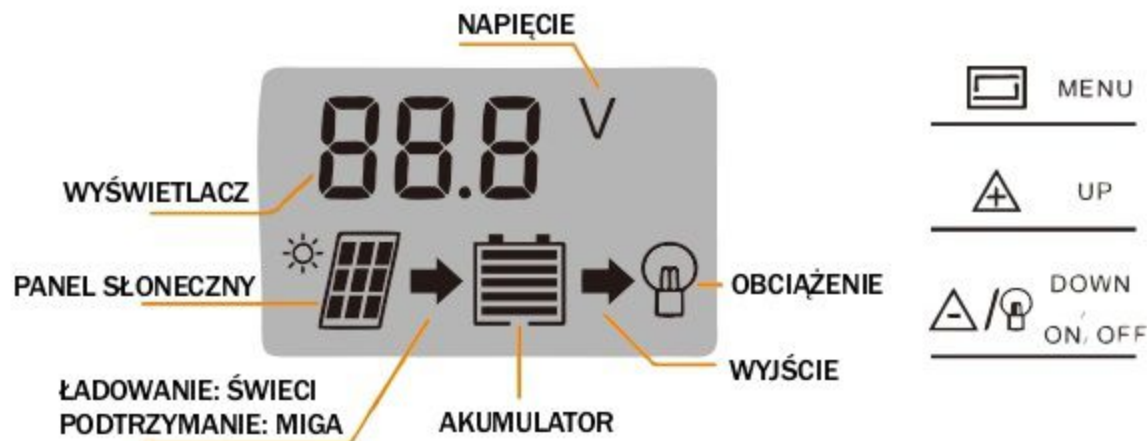 NAPIĘCIE
88.8 V
WYŚWIETLACZ
PANEL SŁONECZNY
OBCIĄŻENIE
WYJŚCIE
ŁADOWANIE: ŚWIECI
PODTRZYMANIE: MIGA
AKUMULATOR
MENU
UP
DOWN
/
ON/OFF